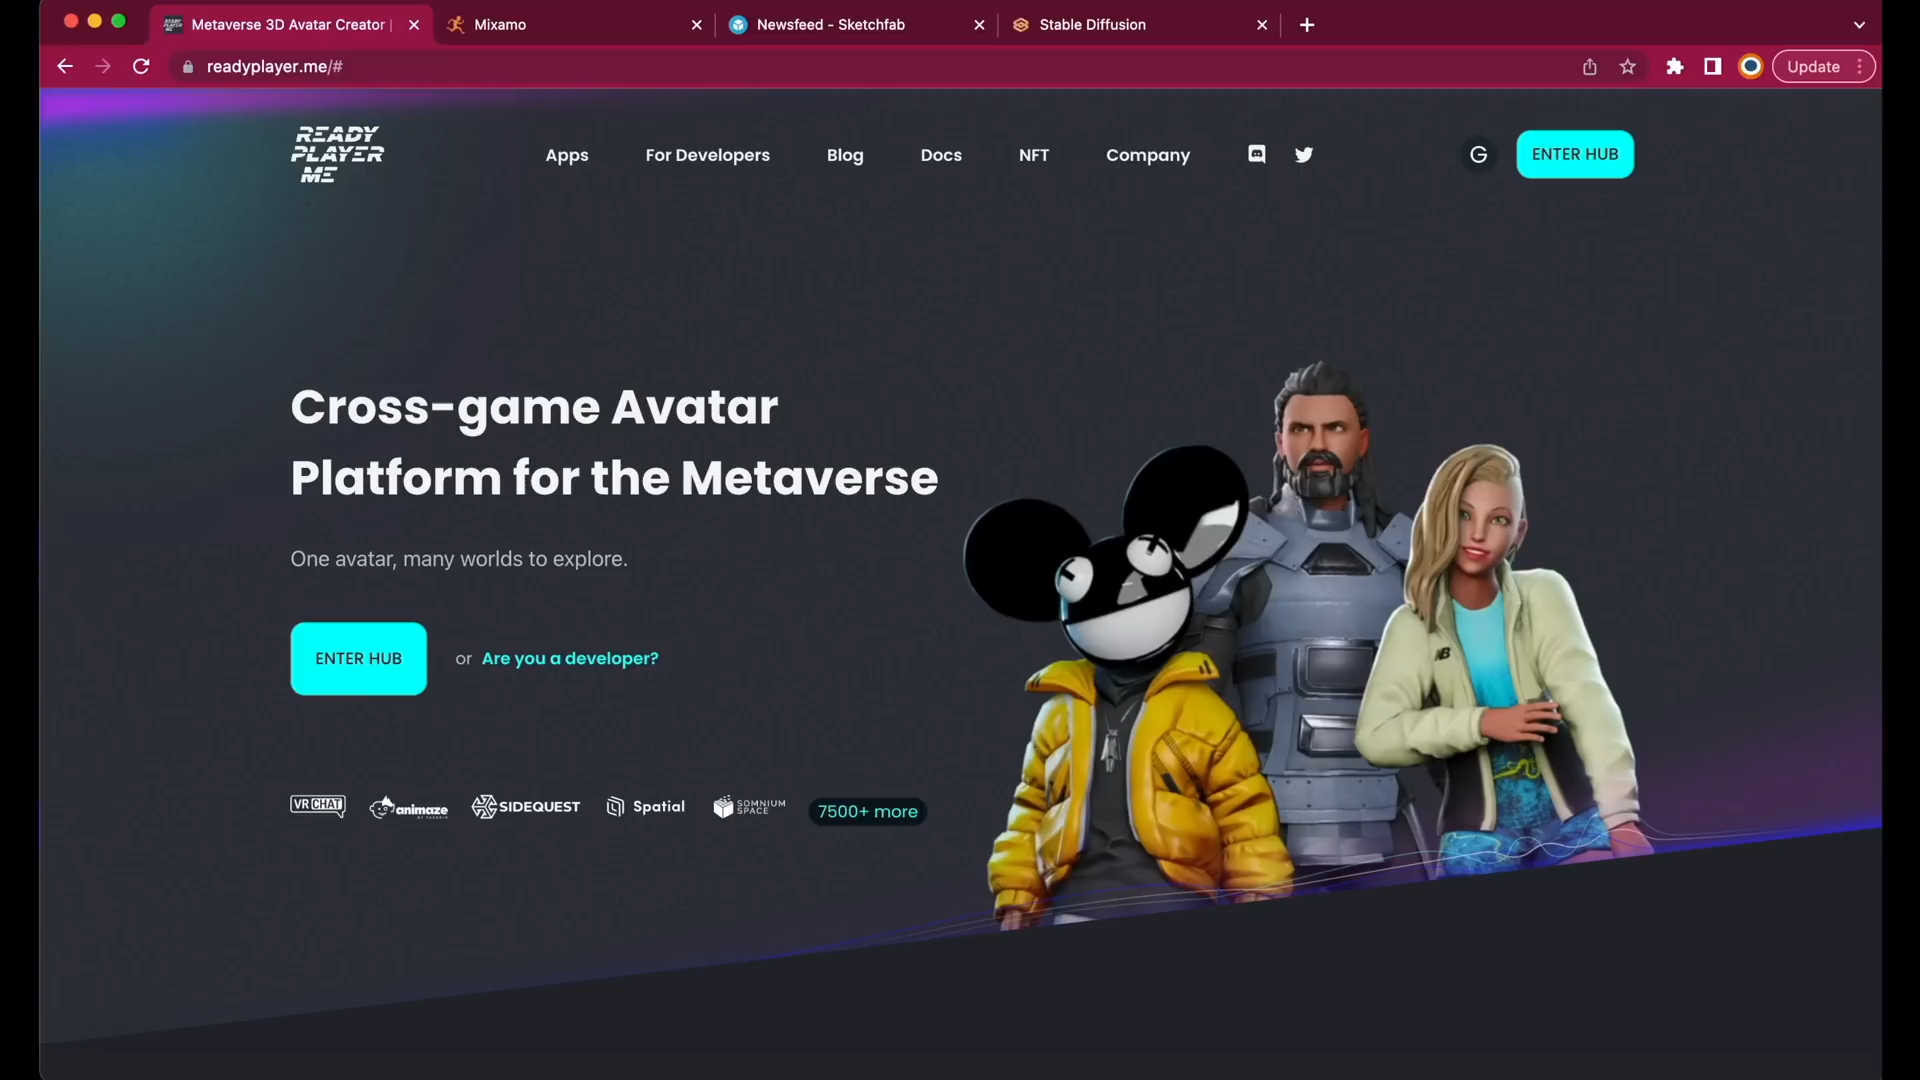 Metaverse 3D Avatar Creator |
Mixamo
Newsfeed - Sketchfab
Stable Diffusion
readyplayer.me/#
Update
READY
PLAYER
ME
Apps
For Developers
Blog
Docs
NFT
Company
G
ENTER HUB
Cross-game Avatar
Platform for the Metaverse
One avatar, many worlds to explore.
ENTER HUB
or Are you a developer?
VRCHAT
animaze
SIDEQUEST
Spatial
SOMNIUM
SPACE
7500+ more